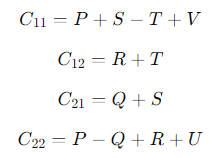 C₁₁ = P + S − T + V
C₁₂ = R + T
C₂₁ = Q + S
C₂₂ = P − Q + R + U